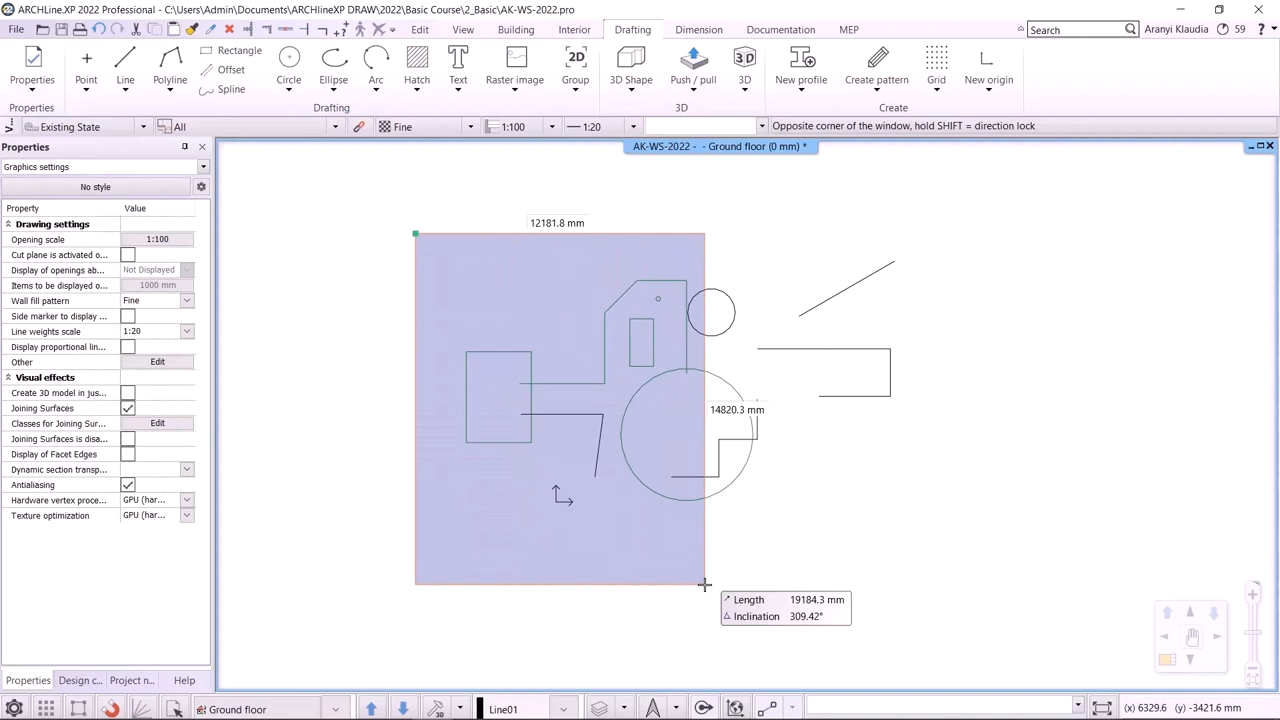 ARCHLine.XP 2022 Professional - C:\Users\Admin\Documents\ARCHlineXP DRAW\2022\Basic Course\2_Basic\AK-WS-2022.pro
File
Edit
View
Building
Interior
Drafting
Dimension
Documentation
MEP
Search
Aranyi Klaudia
59
?
Properties
Point
Line
Polyline
Rectangle
Offset
Spline
Circle
Ellipse
Arc
Hatch
Text
Raster image
2D
Group
3D Shape
Push / pull
3D
3D
New profile
Create pattern
Grid
New origin
Properties
Drafting
3D
Create
Existing State
All
Fine
1:100
1:20
Opposite corner of the window, hold SHIFT = direction lock
Properties
Graphics settings
No style
Property Value
Drawing settings
Opening scale 1:100
Cut plane is activated o...
Display of openings ab... Not Displayed
Items to be displayed o... 1000 mm
Wall fill pattern Fine
Side marker to display ...
Line weights scale 1:20
Display proportional lin...
Other Edit
Visual effects
Create 3D model in jus...
Joining Surfaces
Classes for Joining Sur... Edit
Joining Surfaces is disa...
Display of Facet Edges
Dynamic section transp...
Antialiasing
Hardware vertex proce... GPU (har...
Texture optimization GPU (har...
AK-WS-2022 - - Ground floor (0 mm) *
12181.8 mm
14820.3 mm
Length 19184.3 mm
Inclination 309.42°
Properties
Design c...
Project n...
Help
Ground floor
30
Line01
(x) 6329.6 (y) -3421.6 mm